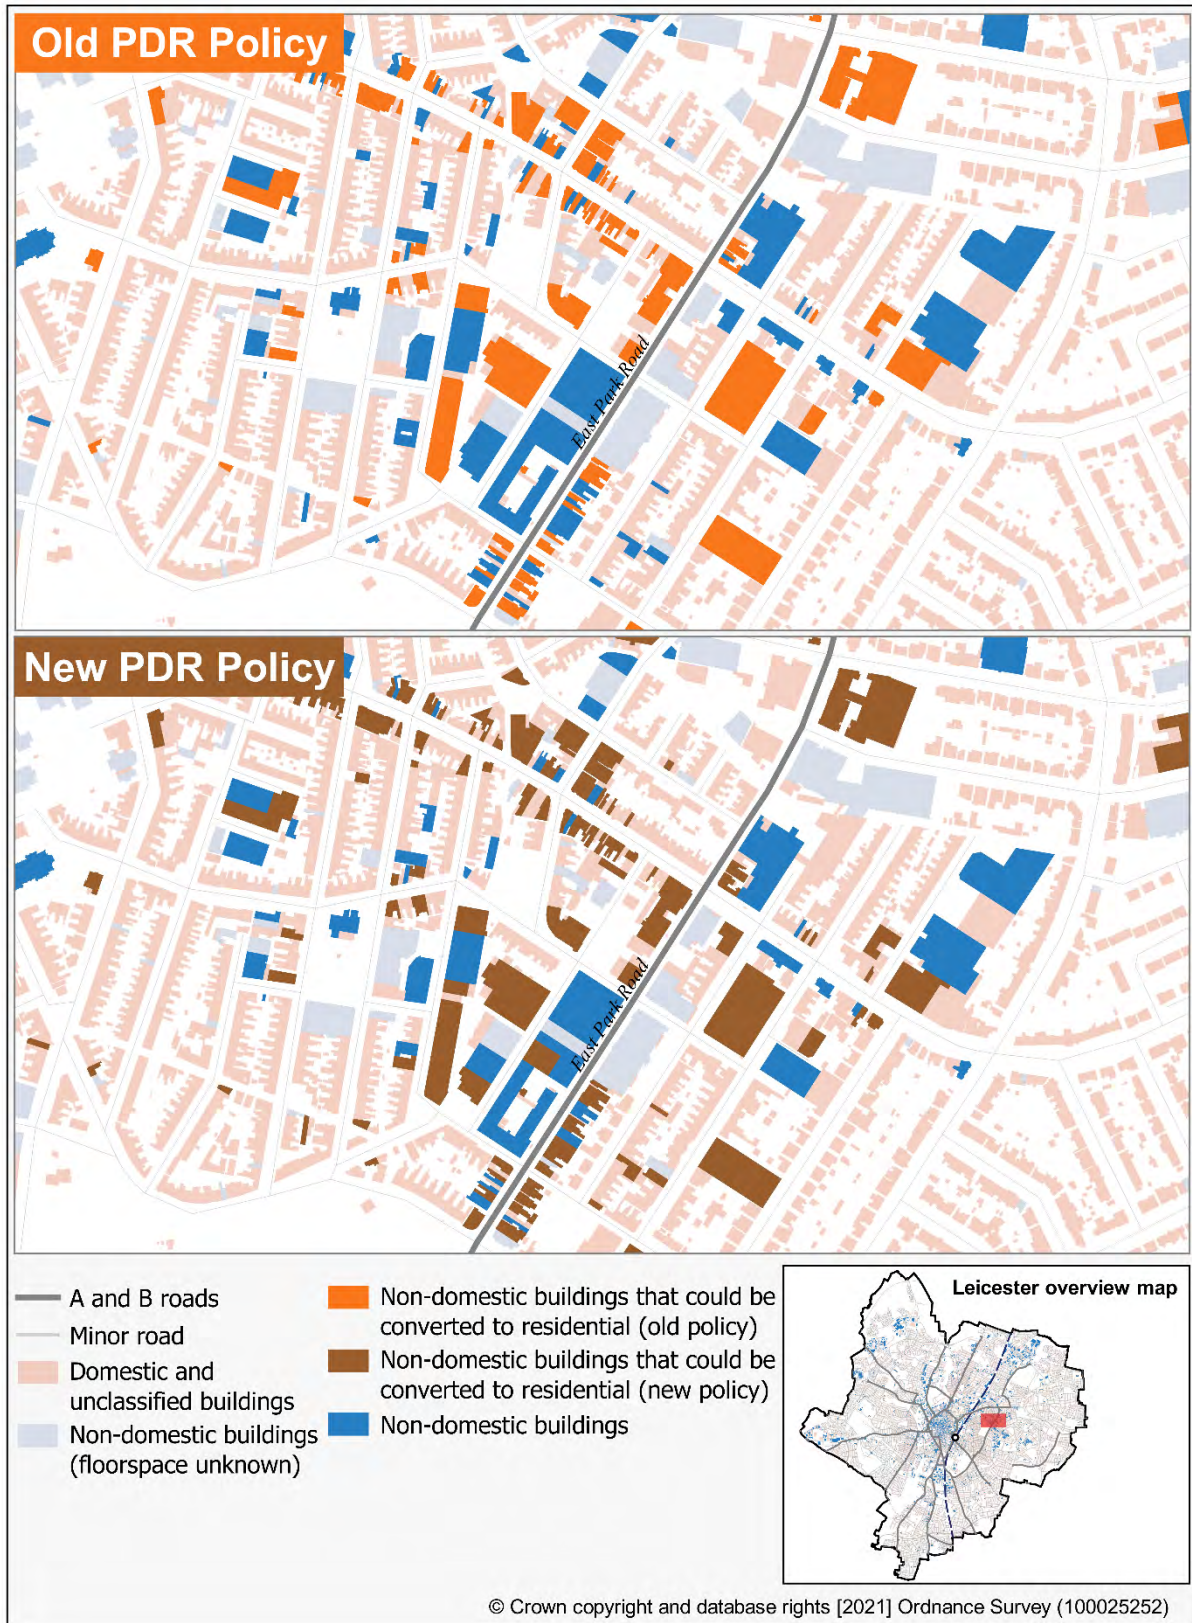 Old PDR Policy
East Park Road
New PDR Policy
East Park Road
A and B roads
Minor road
Domestic and
unclassified buildings
Non-domestic buildings
(floorspace unknown)
Non-domestic buildings that could be
converted to residential (old policy)
Non-domestic buildings that could be
converted to residential (new policy)
Non-domestic buildings
Leicester overview map
© Crown copyright and database rights [2021] Ordnance Survey (100025252)